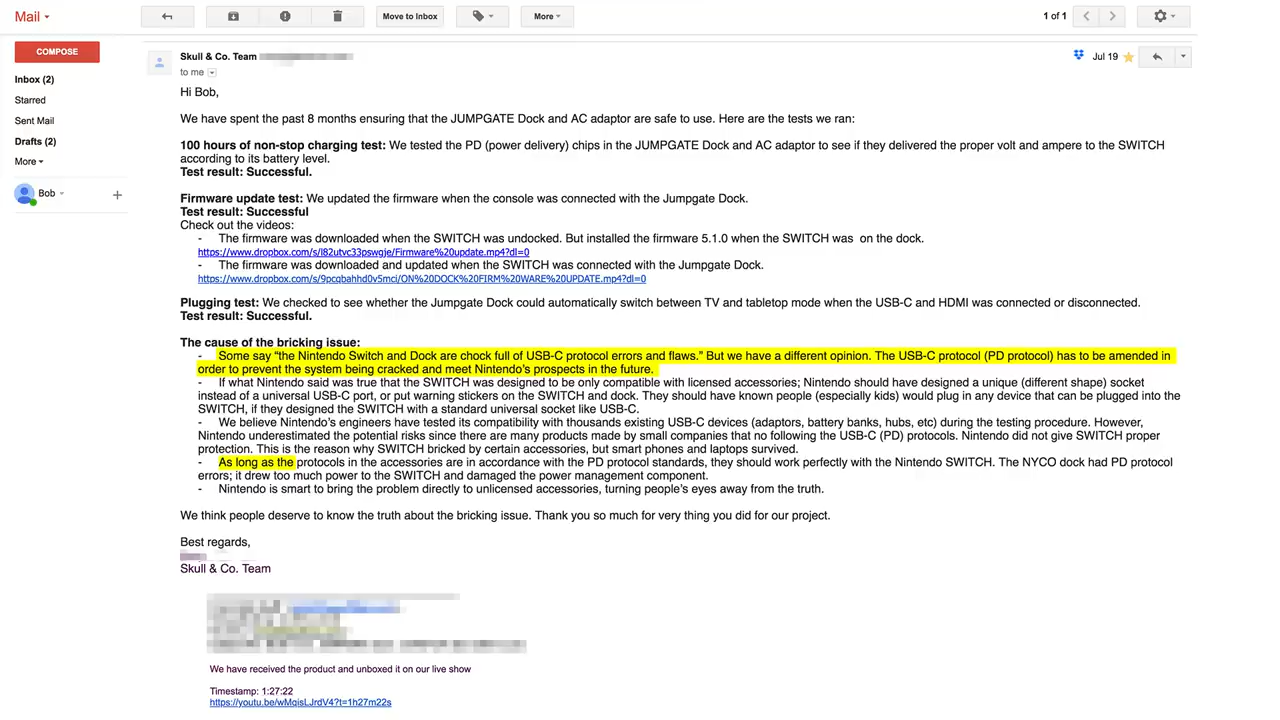 Mail
Move to Inbox
More
1 of 1
COMPOSE
Inbox (2)
Starred
Sent Mail
Drafts (2)
More
Bob
Skull & Co. Team
Jul 19
to me
Hi Bob,
We have spent the past 8 months ensuring that the JUMPGATE Dock and AC adaptor are safe to use. Here are the tests we ran:
100 hours of non-stop charging test: We tested the PD (power delivery) chips in the JUMPGATE Dock and AC adaptor to see if they delivered the proper volt and ampere to the SWITCH
according to its battery level.
Test result: Successful.
Firmware update test: We updated the firmware when the console was connected with the Jumpgate Dock.
Test result: Successful
Check out the videos:
- The firmware was downloaded when the SWITCH was undocked. But installed the firmware 5.1.0 when the SWITCH was on the dock.
https://www.dropbox.com/s/l82utvc33pswgje/Firmware%20update.mp4?dl=0
- The firmware was downloaded and updated when the SWITCH was connected with the Jumpgate Dock.
https://www.dropbox.com/s/9pcqbahhd0v5mci/ON%20DOCK%20FIRM%20WARE%20UPDATE.mp4?dl=0
Plugging test: We checked to see whether the Jumpgate Dock could automatically switch between TV and tabletop mode when the USB-C and HDMI was connected or disconnected.
Test result: Successful.
The cause of the bricking issue:
- Some say “the Nintendo Switch and Dock are chock full of USB-C protocol errors and flaws.” But we have a different opinion. The USB-C protocol (PD protocol) has to be amended in
order to prevent the system being cracked and meet Nintendo’s prospects in the future.
- If what Nintendo said was true that the SWITCH was designed to be only compatible with licensed accessories; Nintendo should have designed a unique (different shape) socket
instead of a universal USB-C port, or put warning stickers on the SWITCH and dock. They should have known people (especially kids) would plug in any device that can be plugged into the
SWITCH, if they designed the SWITCH with a standard universal socket like USB-C.
- We believe Nintendo’s engineers have tested its compatibility with thousands existing USB-C devices (adaptors, battery banks, hubs, etc) during the testing procedure. However,
Nintendo underestimated the potential risks since there are many products made by small companies that no following the USB-C (PD) protocols. Nintendo did not give SWITCH proper
protection. This is the reason why SWITCH bricked by certain accessories, but smart phones and laptops survived.
- As long as the protocols in the accessories are in accordance with the PD protocol standards, they should work perfectly with the Nintendo SWITCH. The NYCO dock had PD protocol
errors; it drew too much power to the SWITCH and damaged the power management component.
- Nintendo is smart to bring the problem directly to unlicensed accessories, turning people’s eyes away from the truth.
We think people deserve to know the truth about the bricking issue. Thank you so much for very thing you did for our project.
Best regards,
Skull & Co. Team
We have received the product and unboxed it on our live show
Timestamp: 1:27:22
https://youtu.be/wMqisLJrdV4?t=1h27m22s